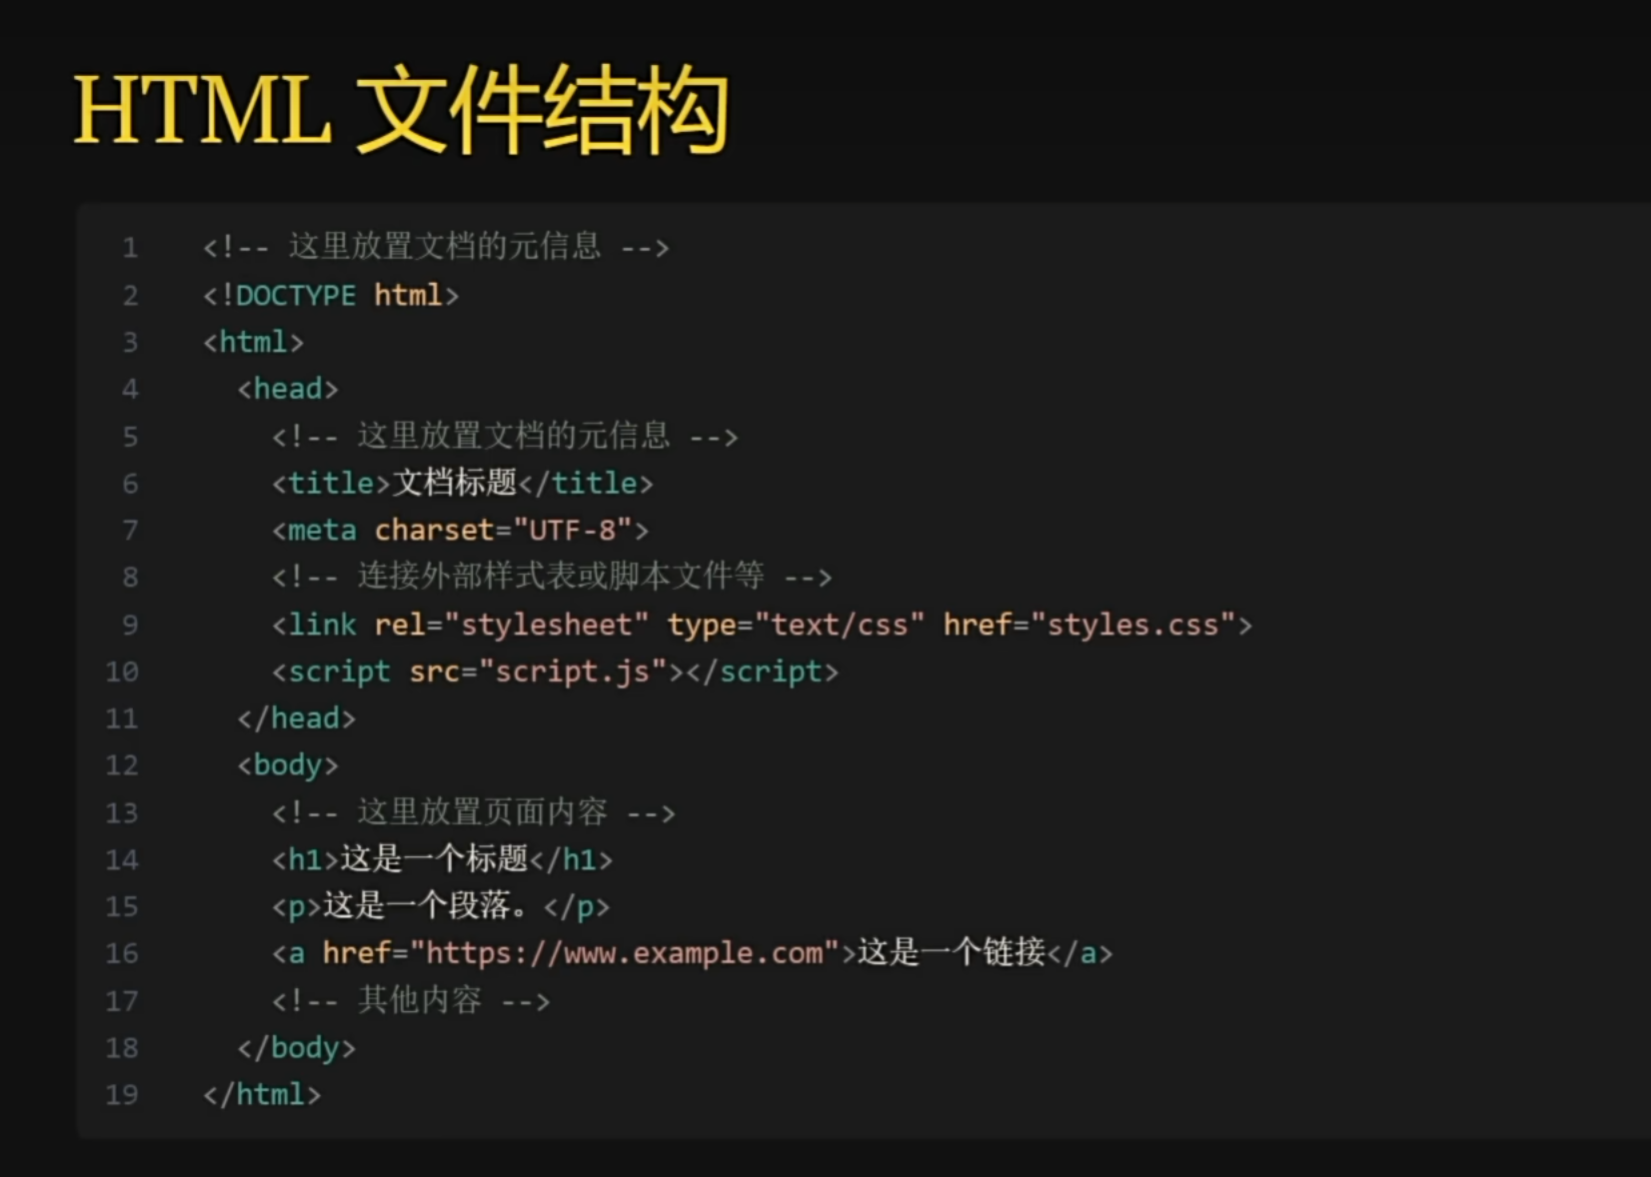 HTML 文件结构
1 <!-- 这里放置文档的元信息 -->
2 <!DOCTYPE html>
3 <html>
4 <head>
5 <!-- 这里放置文档的元信息 -->
6 <title>文档标题</title>
7 <meta charset="UTF-8">
8 <!-- 连接外部样式表或脚本文件等 -->
9 <link rel="stylesheet" type="text/css" href="styles.css">
10 <script src="script.js"></script>
11 </head>
12 <body>
13 <!-- 这里放置页面内容 -->
14 <h1>这是一个标题</h1>
15 <p>这是一个段落。</p>
16 <a href="https://www.example.com">这是一个链接</a>
17 <!-- 其他内容 -->
18 </body>
19 </html>